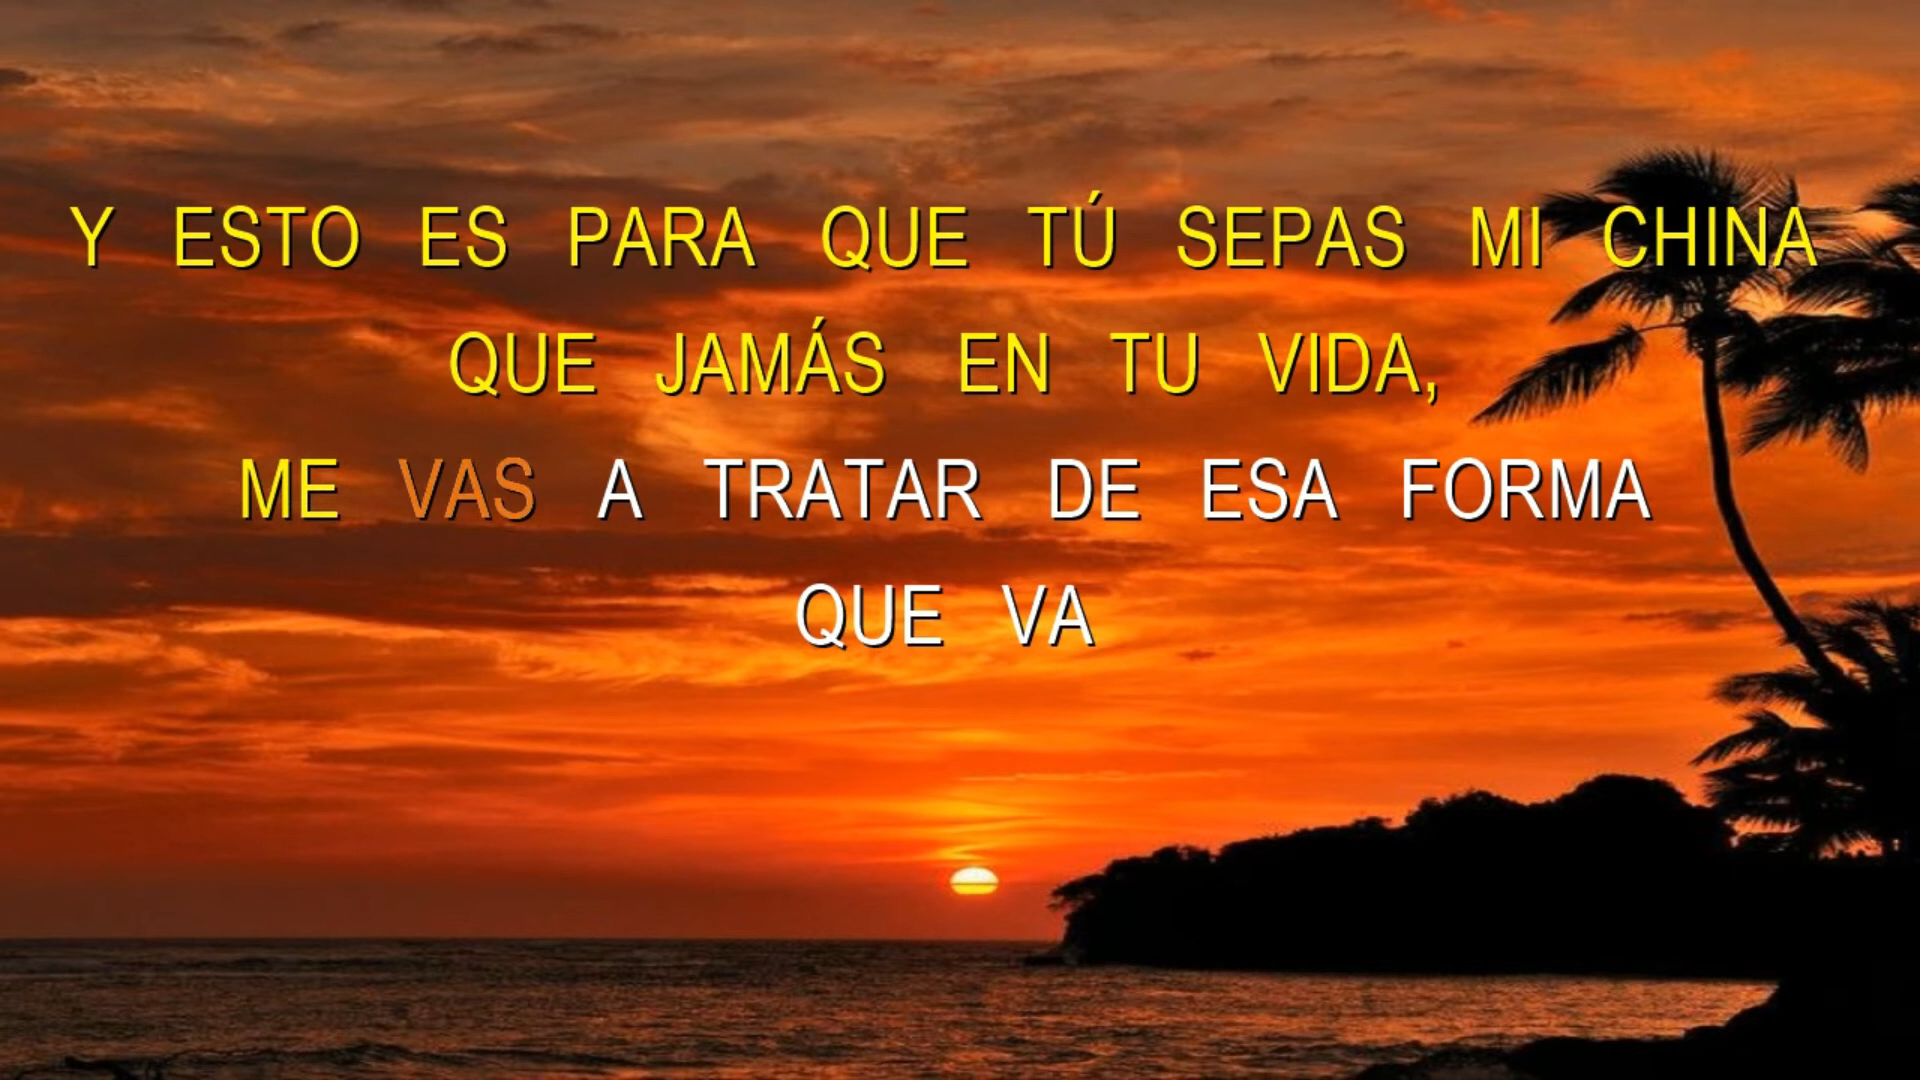 Y ESTO ES PARA QUE TÚ SEPAS MI CHINA
QUE JAMÁS EN TU VIDA,
ME VAS A TRATAR DE ESA FORMA
QUE VA